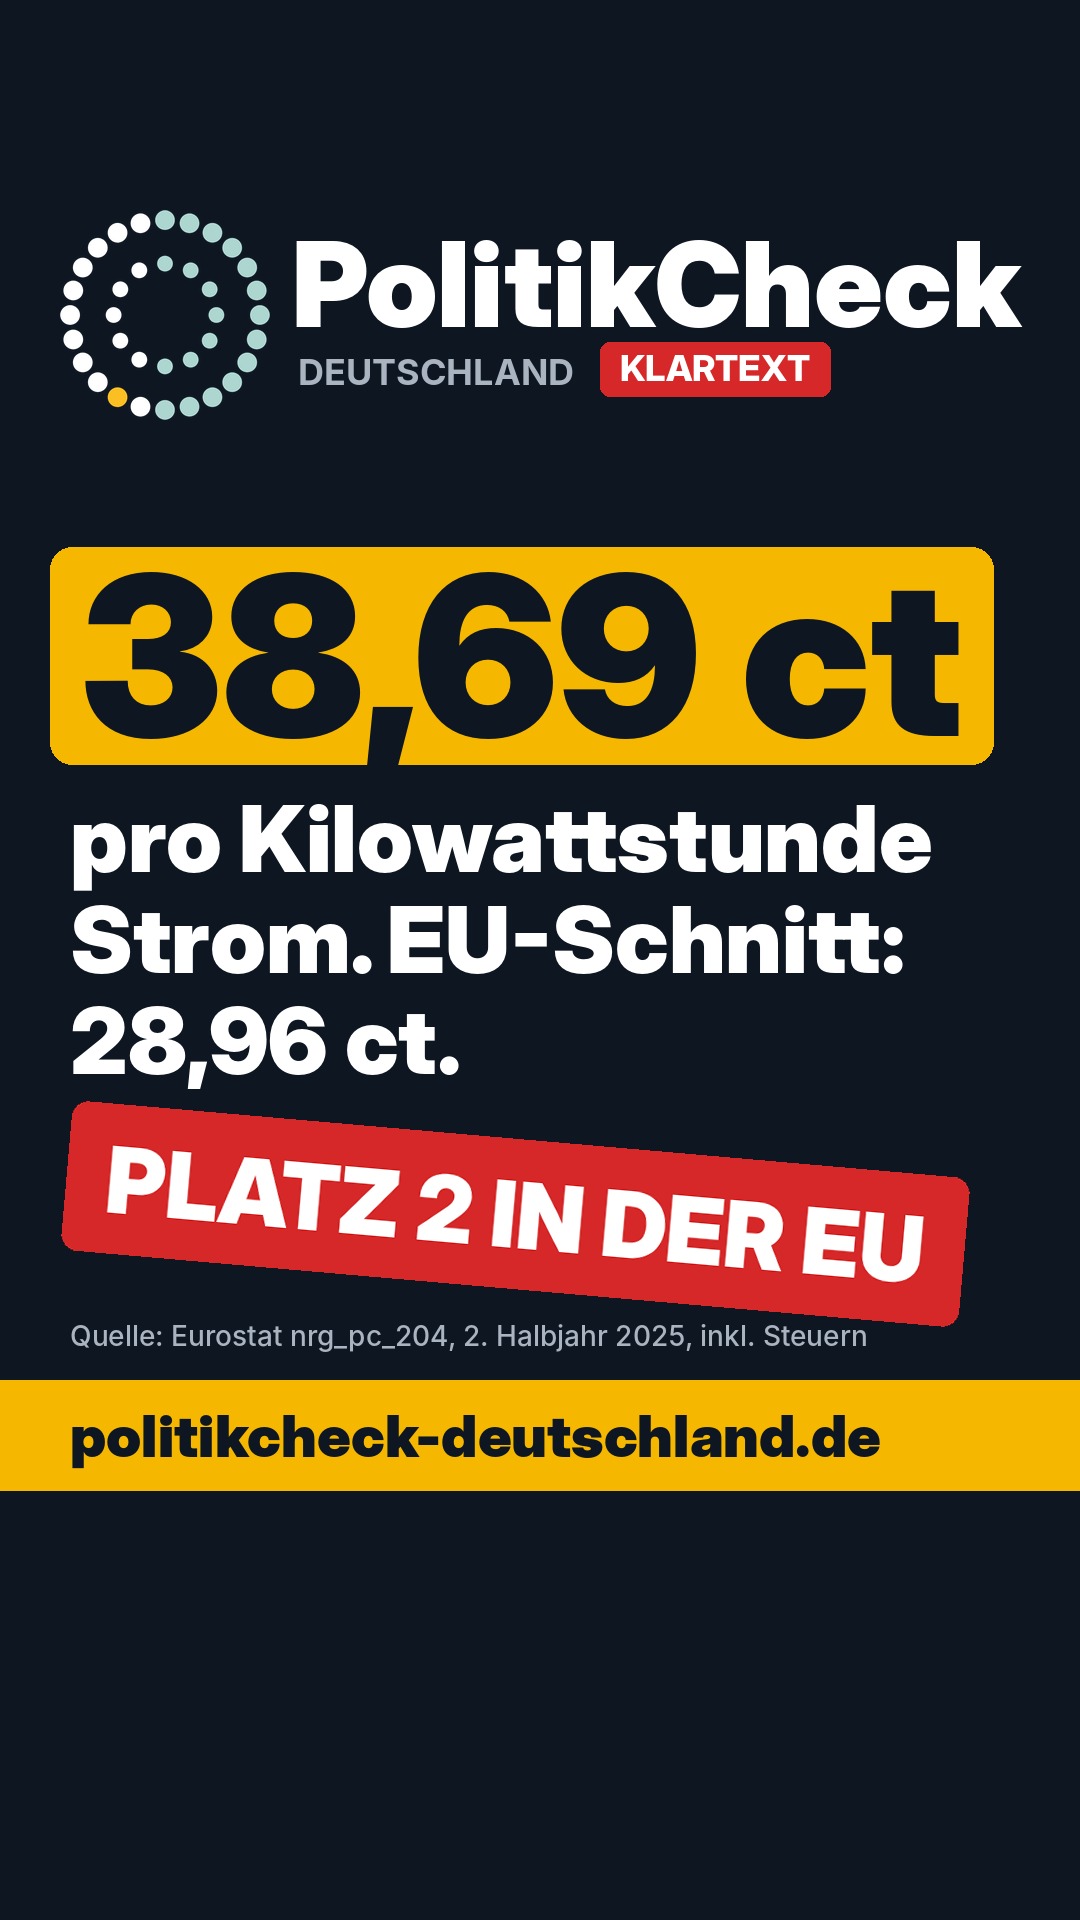 PolitikCheck
DEUTSCHLAND KLARTEXT
38,69 ct
pro Kilowattstunde
Strom. EU-Schnitt:
28,96 ct.
PLATZ 2 IN DER EU
Quelle: Eurostat nrg_pc_204, 2. Halbjahr 2025, inkl. Steuern
politikcheck-deutschland.de